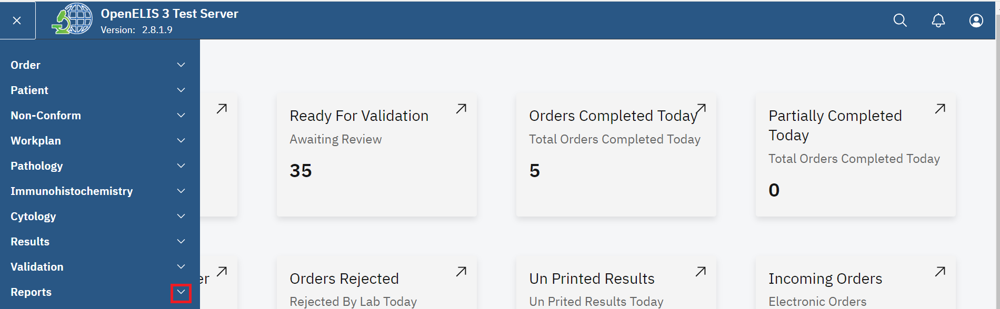 OpenELIS 3 Test Server
Version: 2.8.1.9
Order
Patient
Non-Conform
Workplan
Pathology
Immunohistochemistry
Cytology
Results
Validation
Reports
Ready For Validation
Awaiting Review
35
Orders Completed Today
Total Orders Completed Today
5
Partially Completed
Today
Total Orders Completed Today
0
er
Orders Rejected
Rejected By Lab Today
Un Printed Results
Un Prited Results Today
Incoming Orders
Electronic Orders